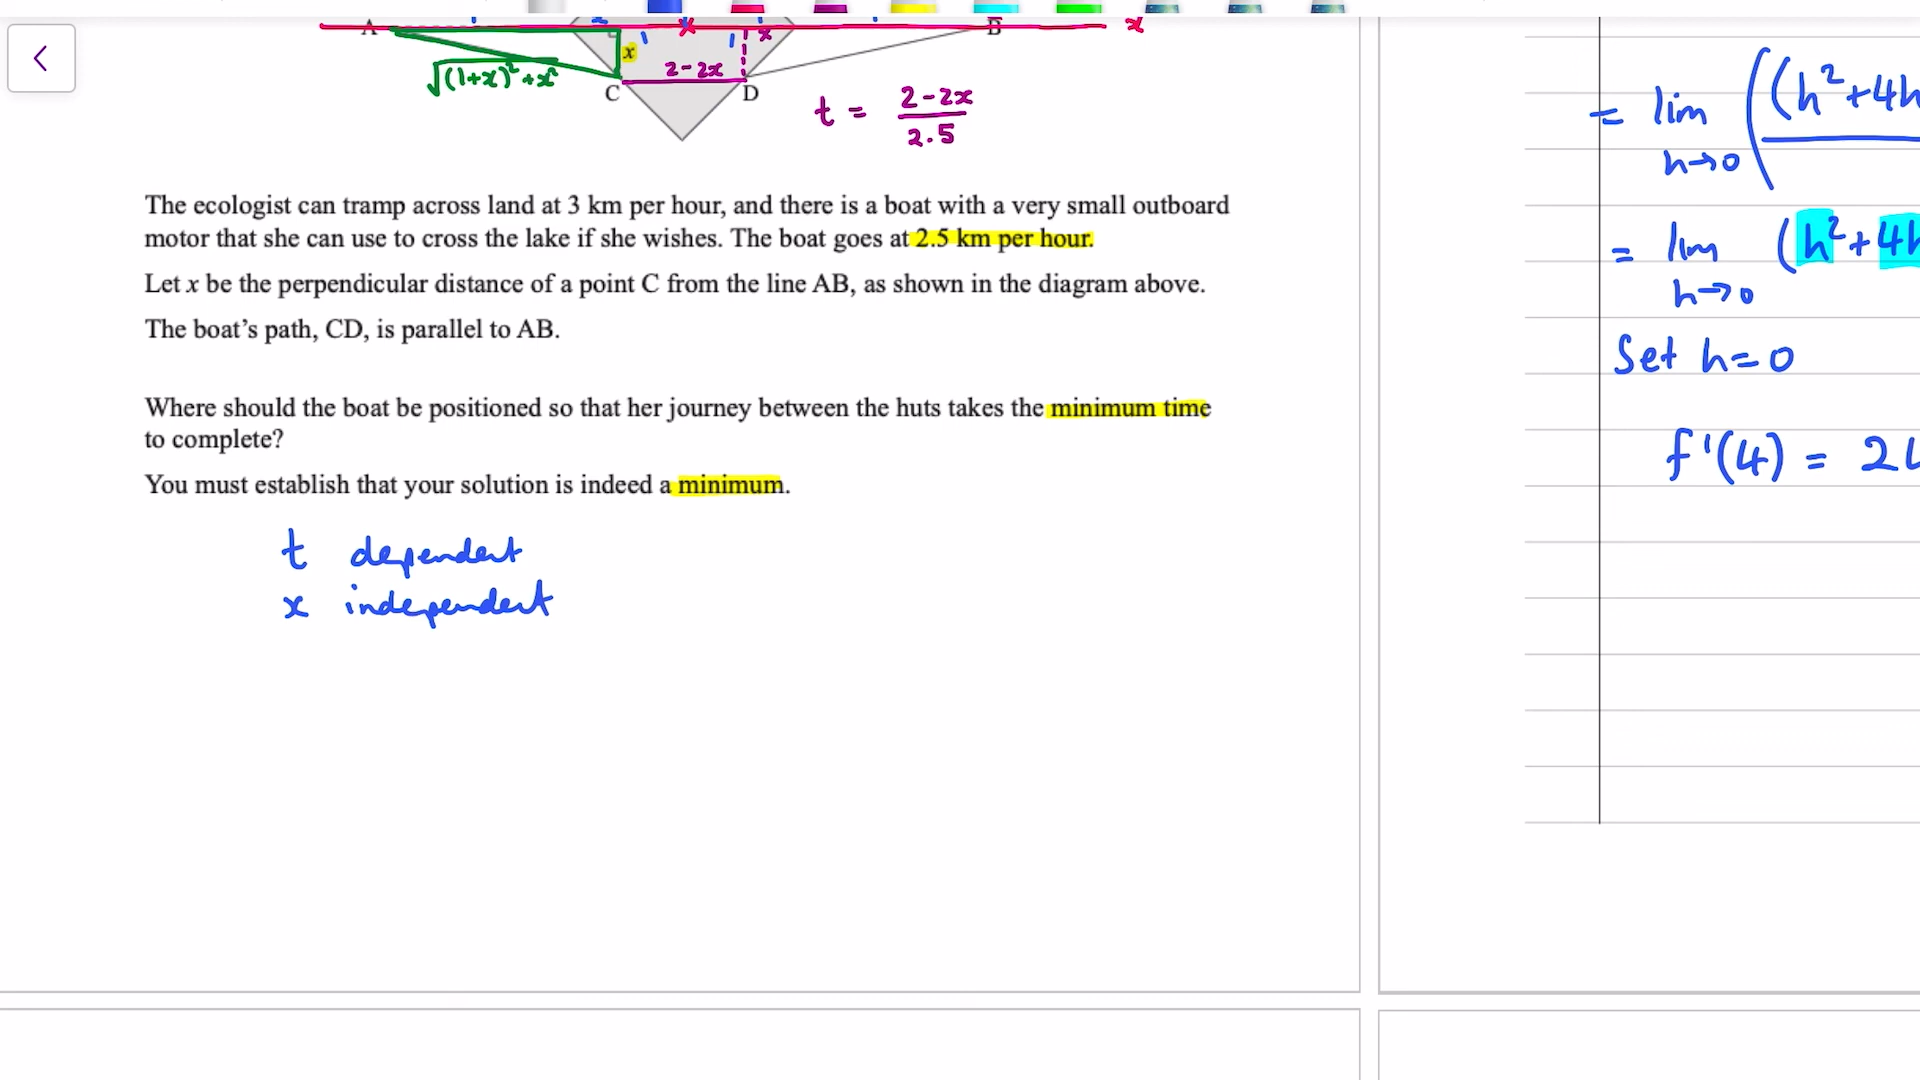 A B x
x 2-2x x
√((1+x)²+x²)
C D
t = 2-2x / 2.5
The ecologist can tramp across land at 3 km per hour, and there is a boat with a very small outboard
motor that she can use to cross the lake if she wishes. The boat goes at 2.5 km per hour.
Let x be the perpendicular distance of a point C from the line AB, as shown in the diagram above.
The boat’s path, CD, is parallel to AB.
Where should the boat be positioned so that her journey between the huts takes the minimum time
to complete?
You must establish that your solution is indeed a minimum.
t dependent
x independent
= lim ((h²+4h
h→0
= lim (h²+4h
h→0
Set h=0
f'(4) = 2